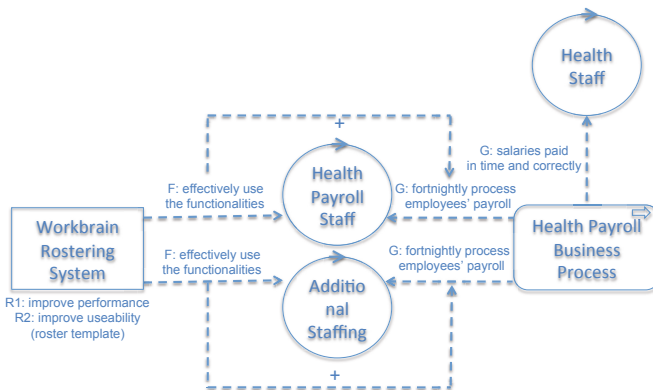 Health
Staff
+
G: salaries paid
in time and correctly
Health
Payroll
Staff
F: effectively use
the functionalities
G: fortnightly process
employees' payroll
Workbrain
Rostering
System
Health Payroll
Business
Process
F: effectively use
the functionalities
G: fortnightly process
employees' payroll
Additio
nal
Staffing
R1: improve performance
R2: improve useability
(roster template)
+